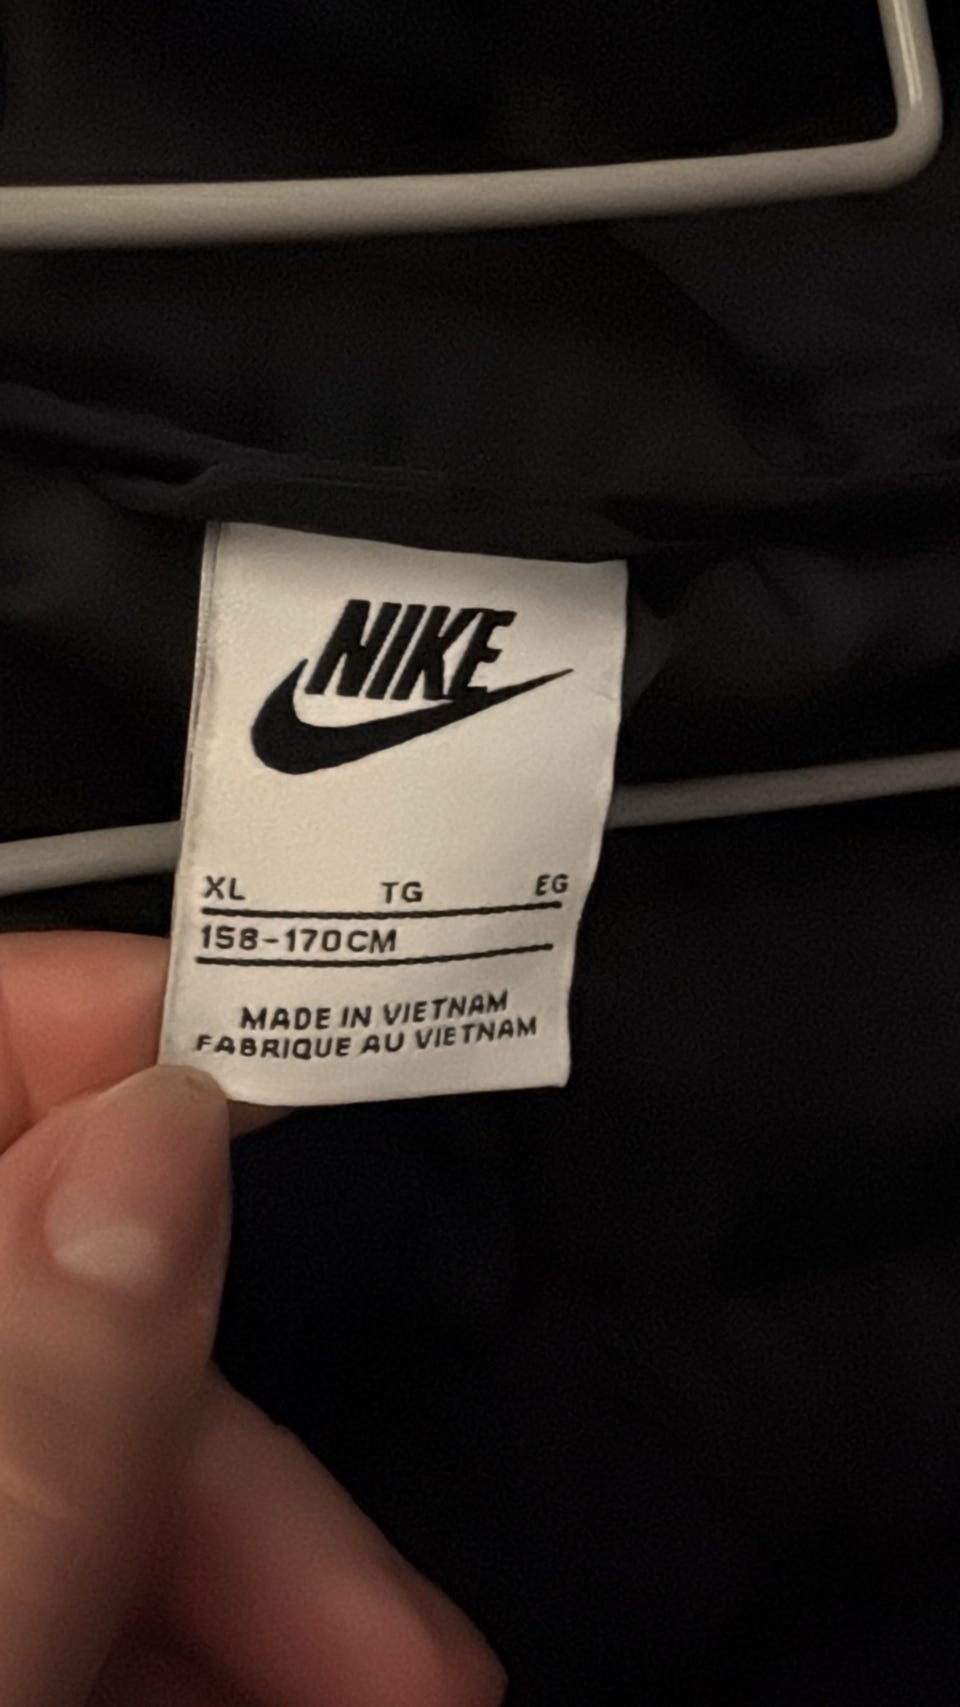 NIKE
XL TG EG
158-170CM
MADE IN VIETNAM
FABRIQUE AU VIETNAM